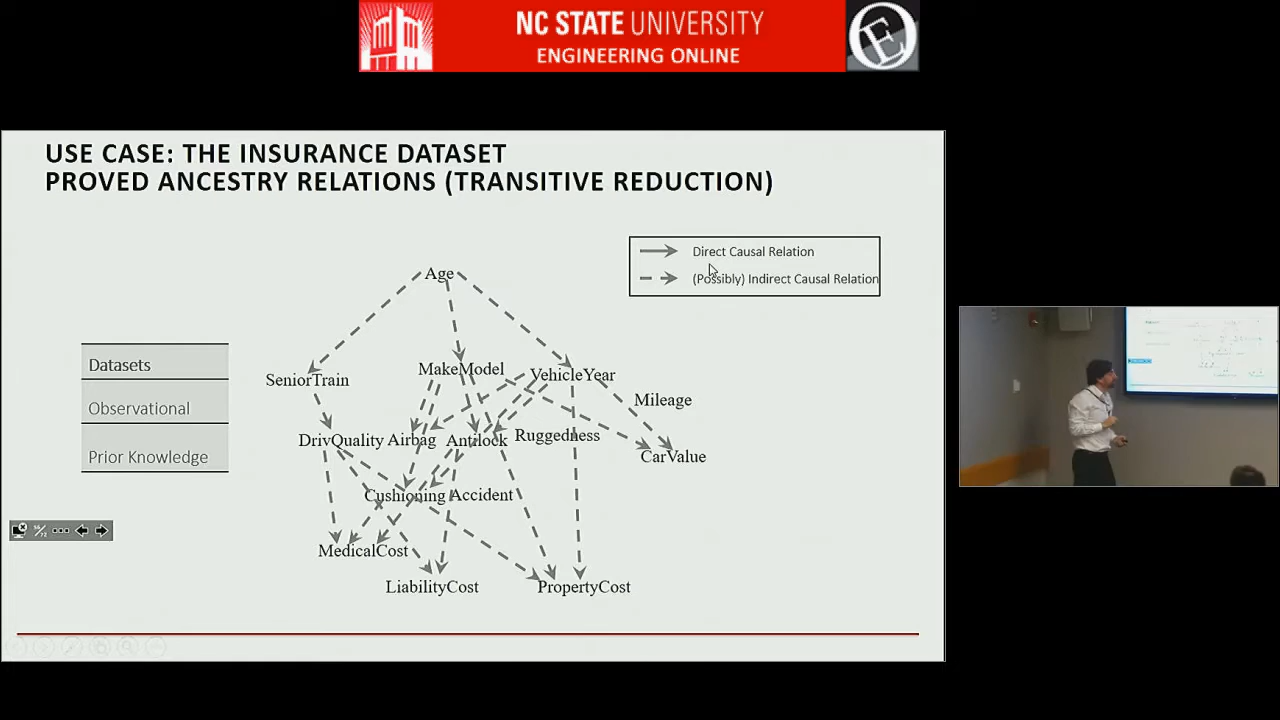 NC STATE UNIVERSITY
ENGINEERING ONLINE
USE CASE: THE INSURANCE DATASET
PROVED ANCESTRY RELATIONS (TRANSITIVE REDUCTION)
Direct Causal Relation
(Possibly) Indirect Causal Relation
Age
Datasets
Observational
Prior Knowledge
SeniorTrain
MakeModel
VehicleYear
Mileage
DrivQuality
Airbag
Antilock
Ruggedness
CarValue
Cushioning
Accident
MedicalCost
LiabilityCost
PropertyCost